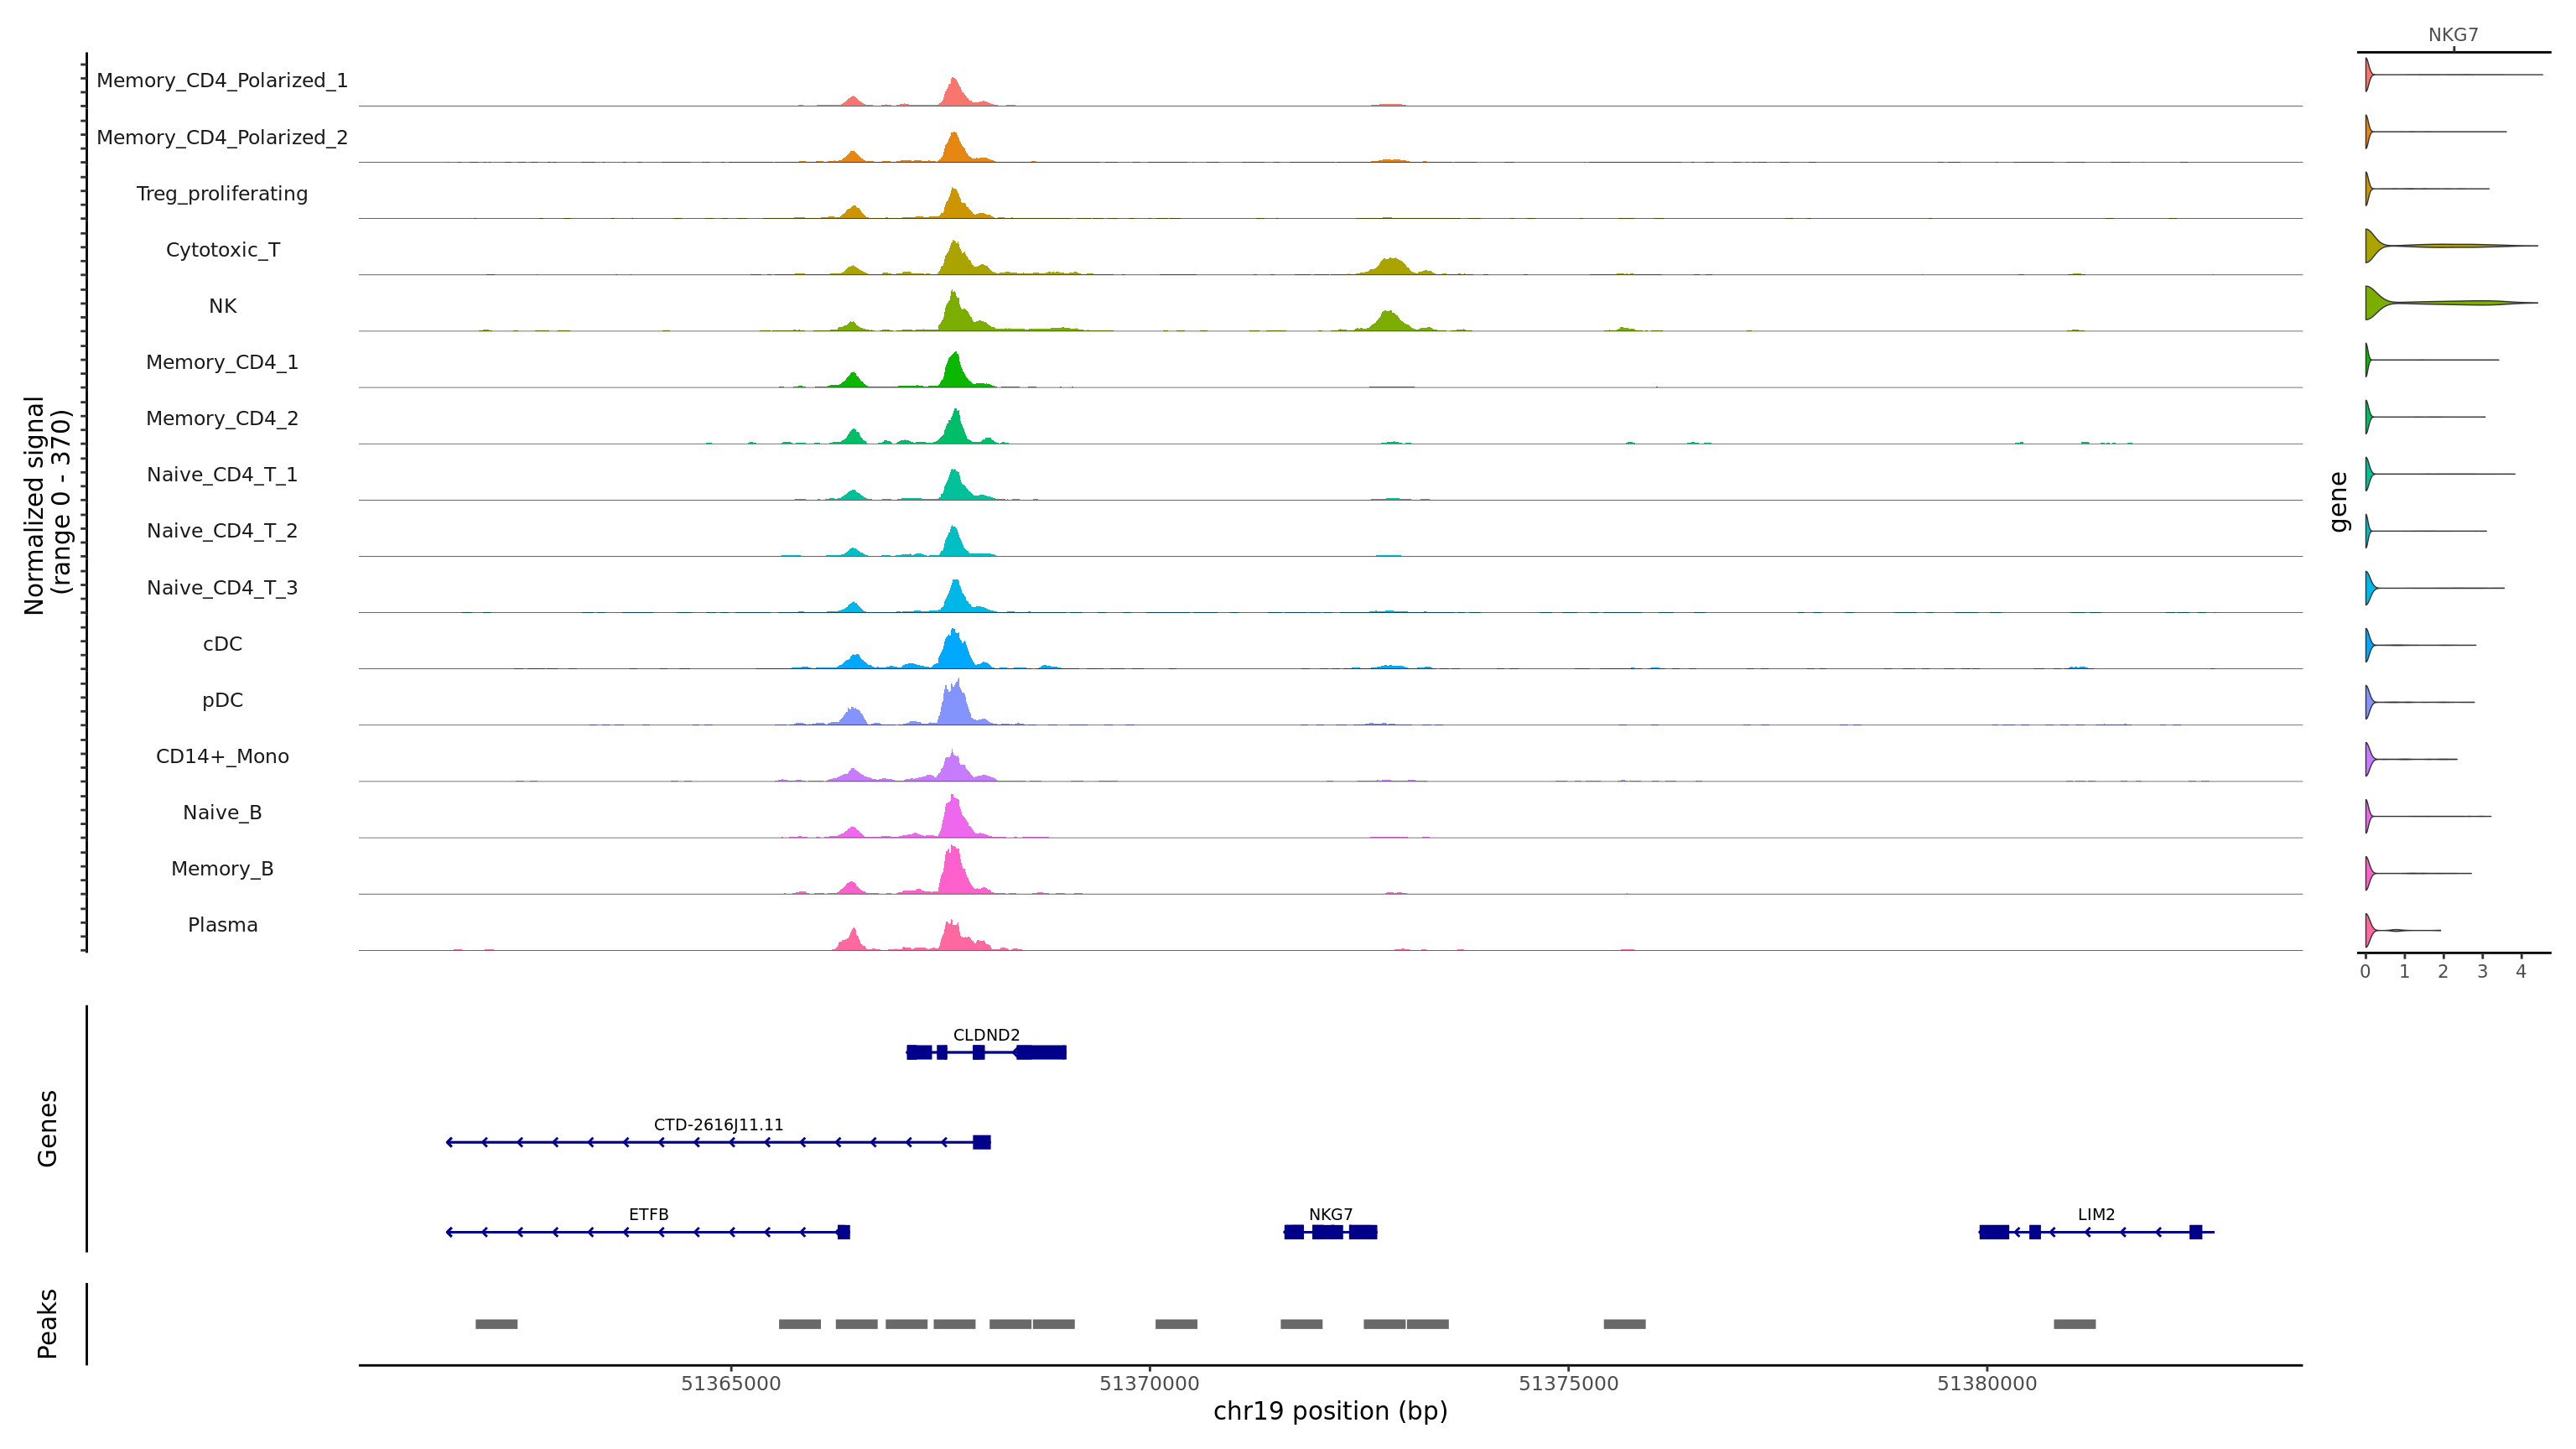 NKG7
Normalized signal
(range 0 - 370)
Memory_CD4_Polarized_1
Memory_CD4_Polarized_2
Treg_proliferating
Cytotoxic_T
NK
Memory_CD4_1
Memory_CD4_2
Naive_CD4_T_1
Naive_CD4_T_2
Naive_CD4_T_3
cDC
pDC
CD14+_Mono
Naive_B
Memory_B
Plasma
gene
0 1 2 3 4
Genes
CLDND2
CTD-2616J11.11
ETFB NKG7 LIM2
Peaks
51365000 51370000 51375000 51380000
chr19 position (bp)